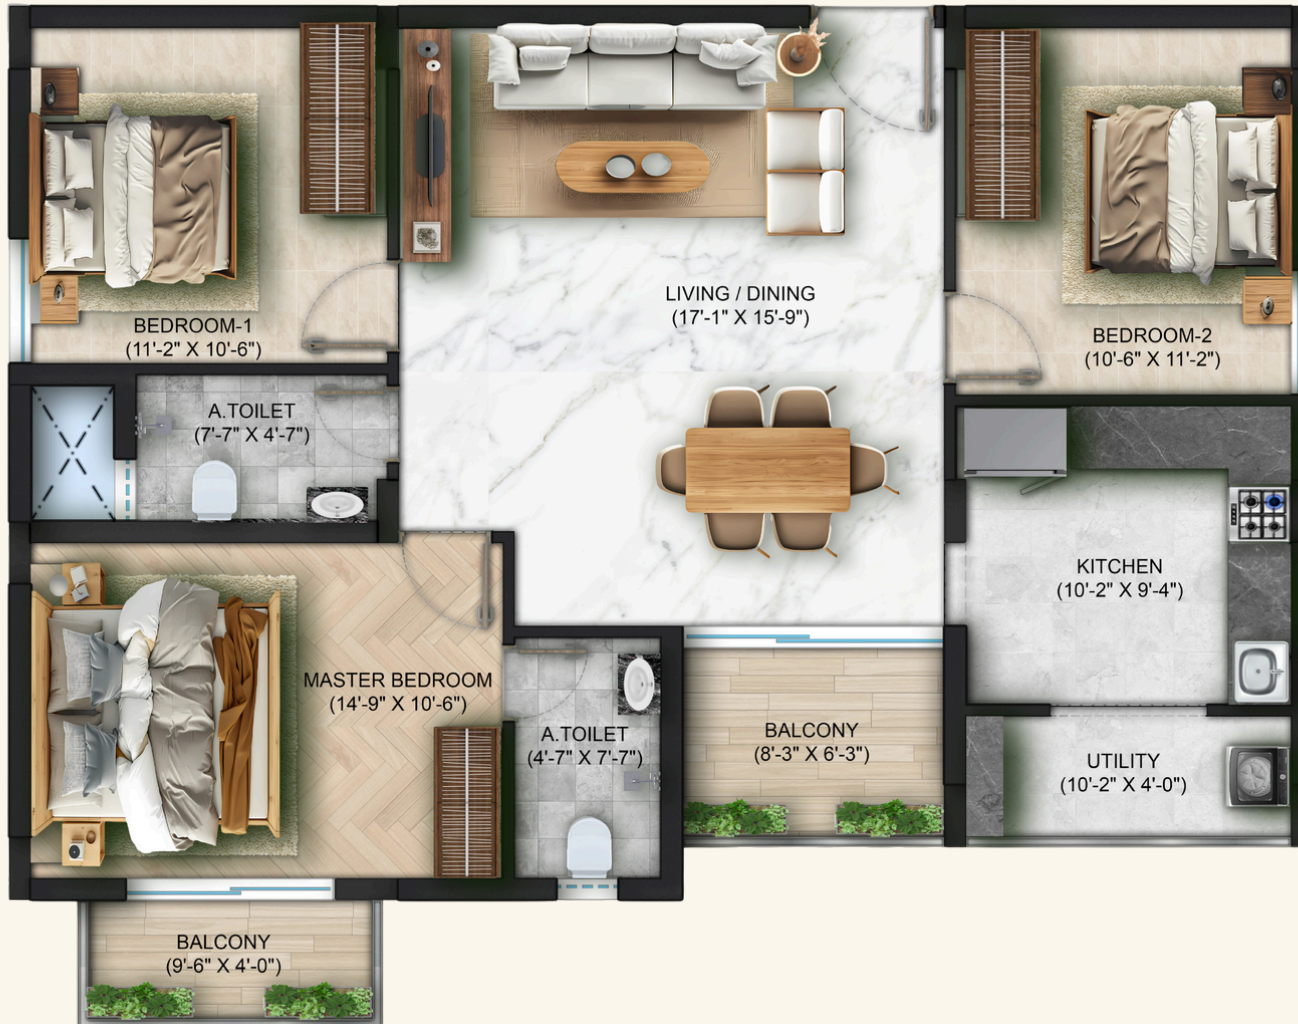 LIVING / DINING
(17'-1" X 15'-9")
BEDROOM-1
(11'-2" X 10'-6")
BEDROOM-2
(10'-6" X 11'-2")
A.TOILET
(7'-7" X 4'-7")
KITCHEN
(10'-2" X 9'-4")
MASTER BEDROOM
(14'-9" X 10'-6")
A.TOILET
(4'-7" X 7'-7")
BALCONY
(8'-3" X 6'-3")
UTILITY
(10'-2" X 4'-0")
BALCONY
(9'-6" X 4'-0")